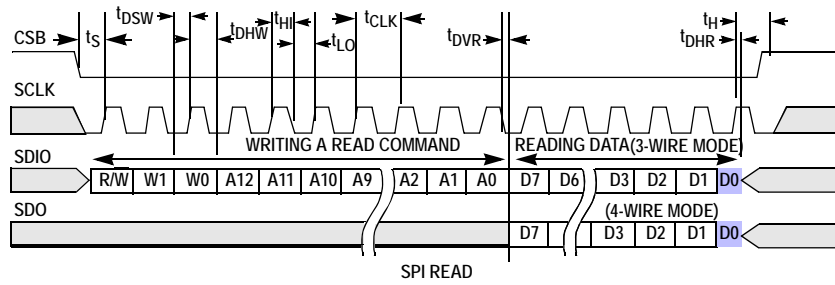 tDSW tHI tCLK tH
CSB tS tDHW tLO tDVR tDHR
SCLK
WRITING A READ COMMAND READING DATA (3-WIRE MODE)
SDIO R/W W1 W0 A12 A11 A10 A9 A2 A1 A0 D7 D6 D3 D2 D1 D0
SDO (4-WIRE MODE)
D7 D3 D2 D1 D0
SPI READ